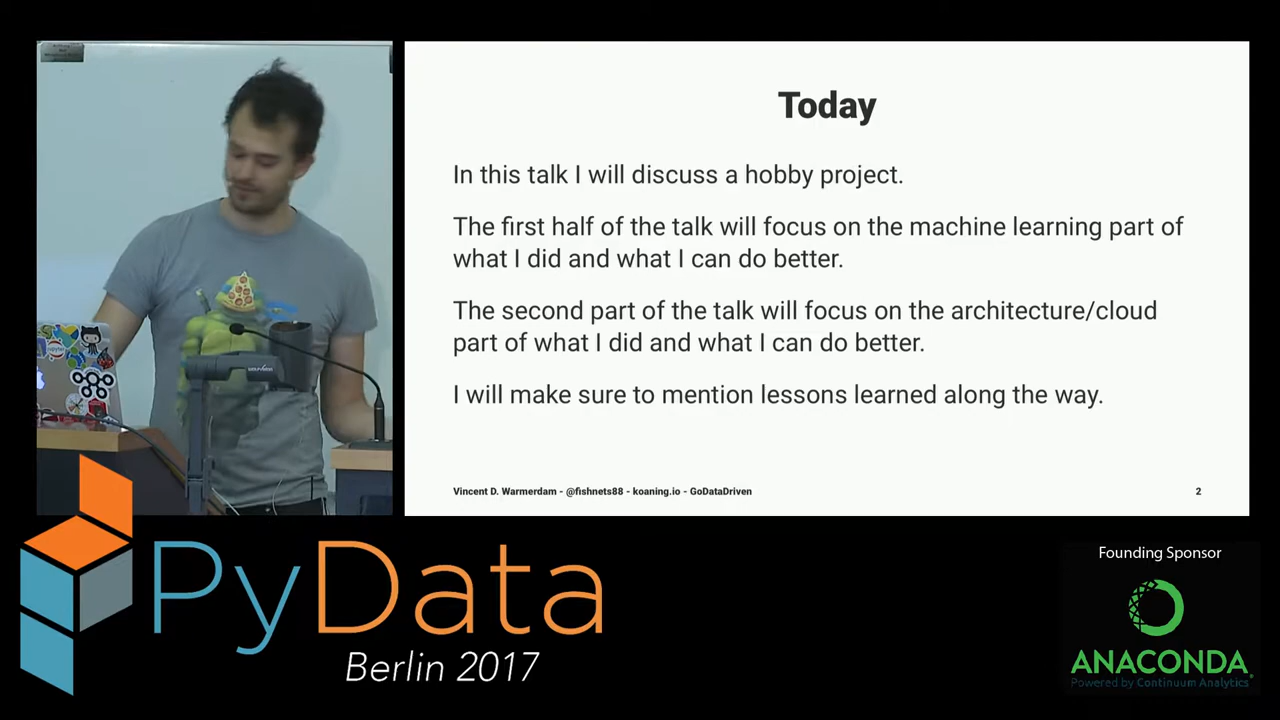 Today
In this talk I will discuss a hobby project.
The first half of the talk will focus on the machine learning part of
what I did and what I can do better.
The second part of the talk will focus on the architecture/cloud
part of what I did and what I can do better.
I will make sure to mention lessons learned along the way.
Vincent D. Warmerdam - @fishnets88 - koaning.io - GoDataDriven
2
PyData
Berlin 2017
Founding Sponsor
ANACONDA.
Powered by Continuum Analytics